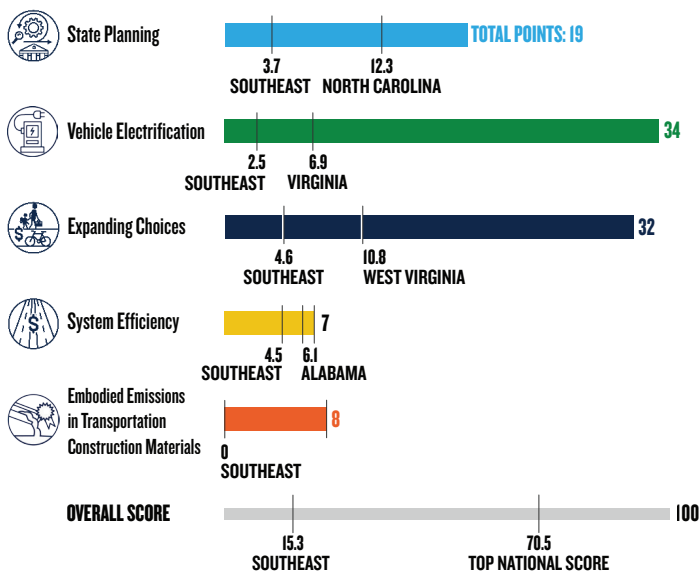 State Planning
TOTAL POINTS: 19
3.7 12.3
SOUTHEAST NORTH CAROLINA
Vehicle Electrification
34
2.5 6.9
SOUTHEAST VIRGINIA
$
Expanding Choices
32
4.6 10.8
SOUTHEAST WEST VIRGINIA
$
System Efficiency
7
4.5 6.1
SOUTHEAST ALABAMA
Embodied Emissions
in Transportation
Construction Materials
8
0
SOUTHEAST
OVERALL SCORE
100
15.3 70.5
SOUTHEAST TOP NATIONAL SCORE